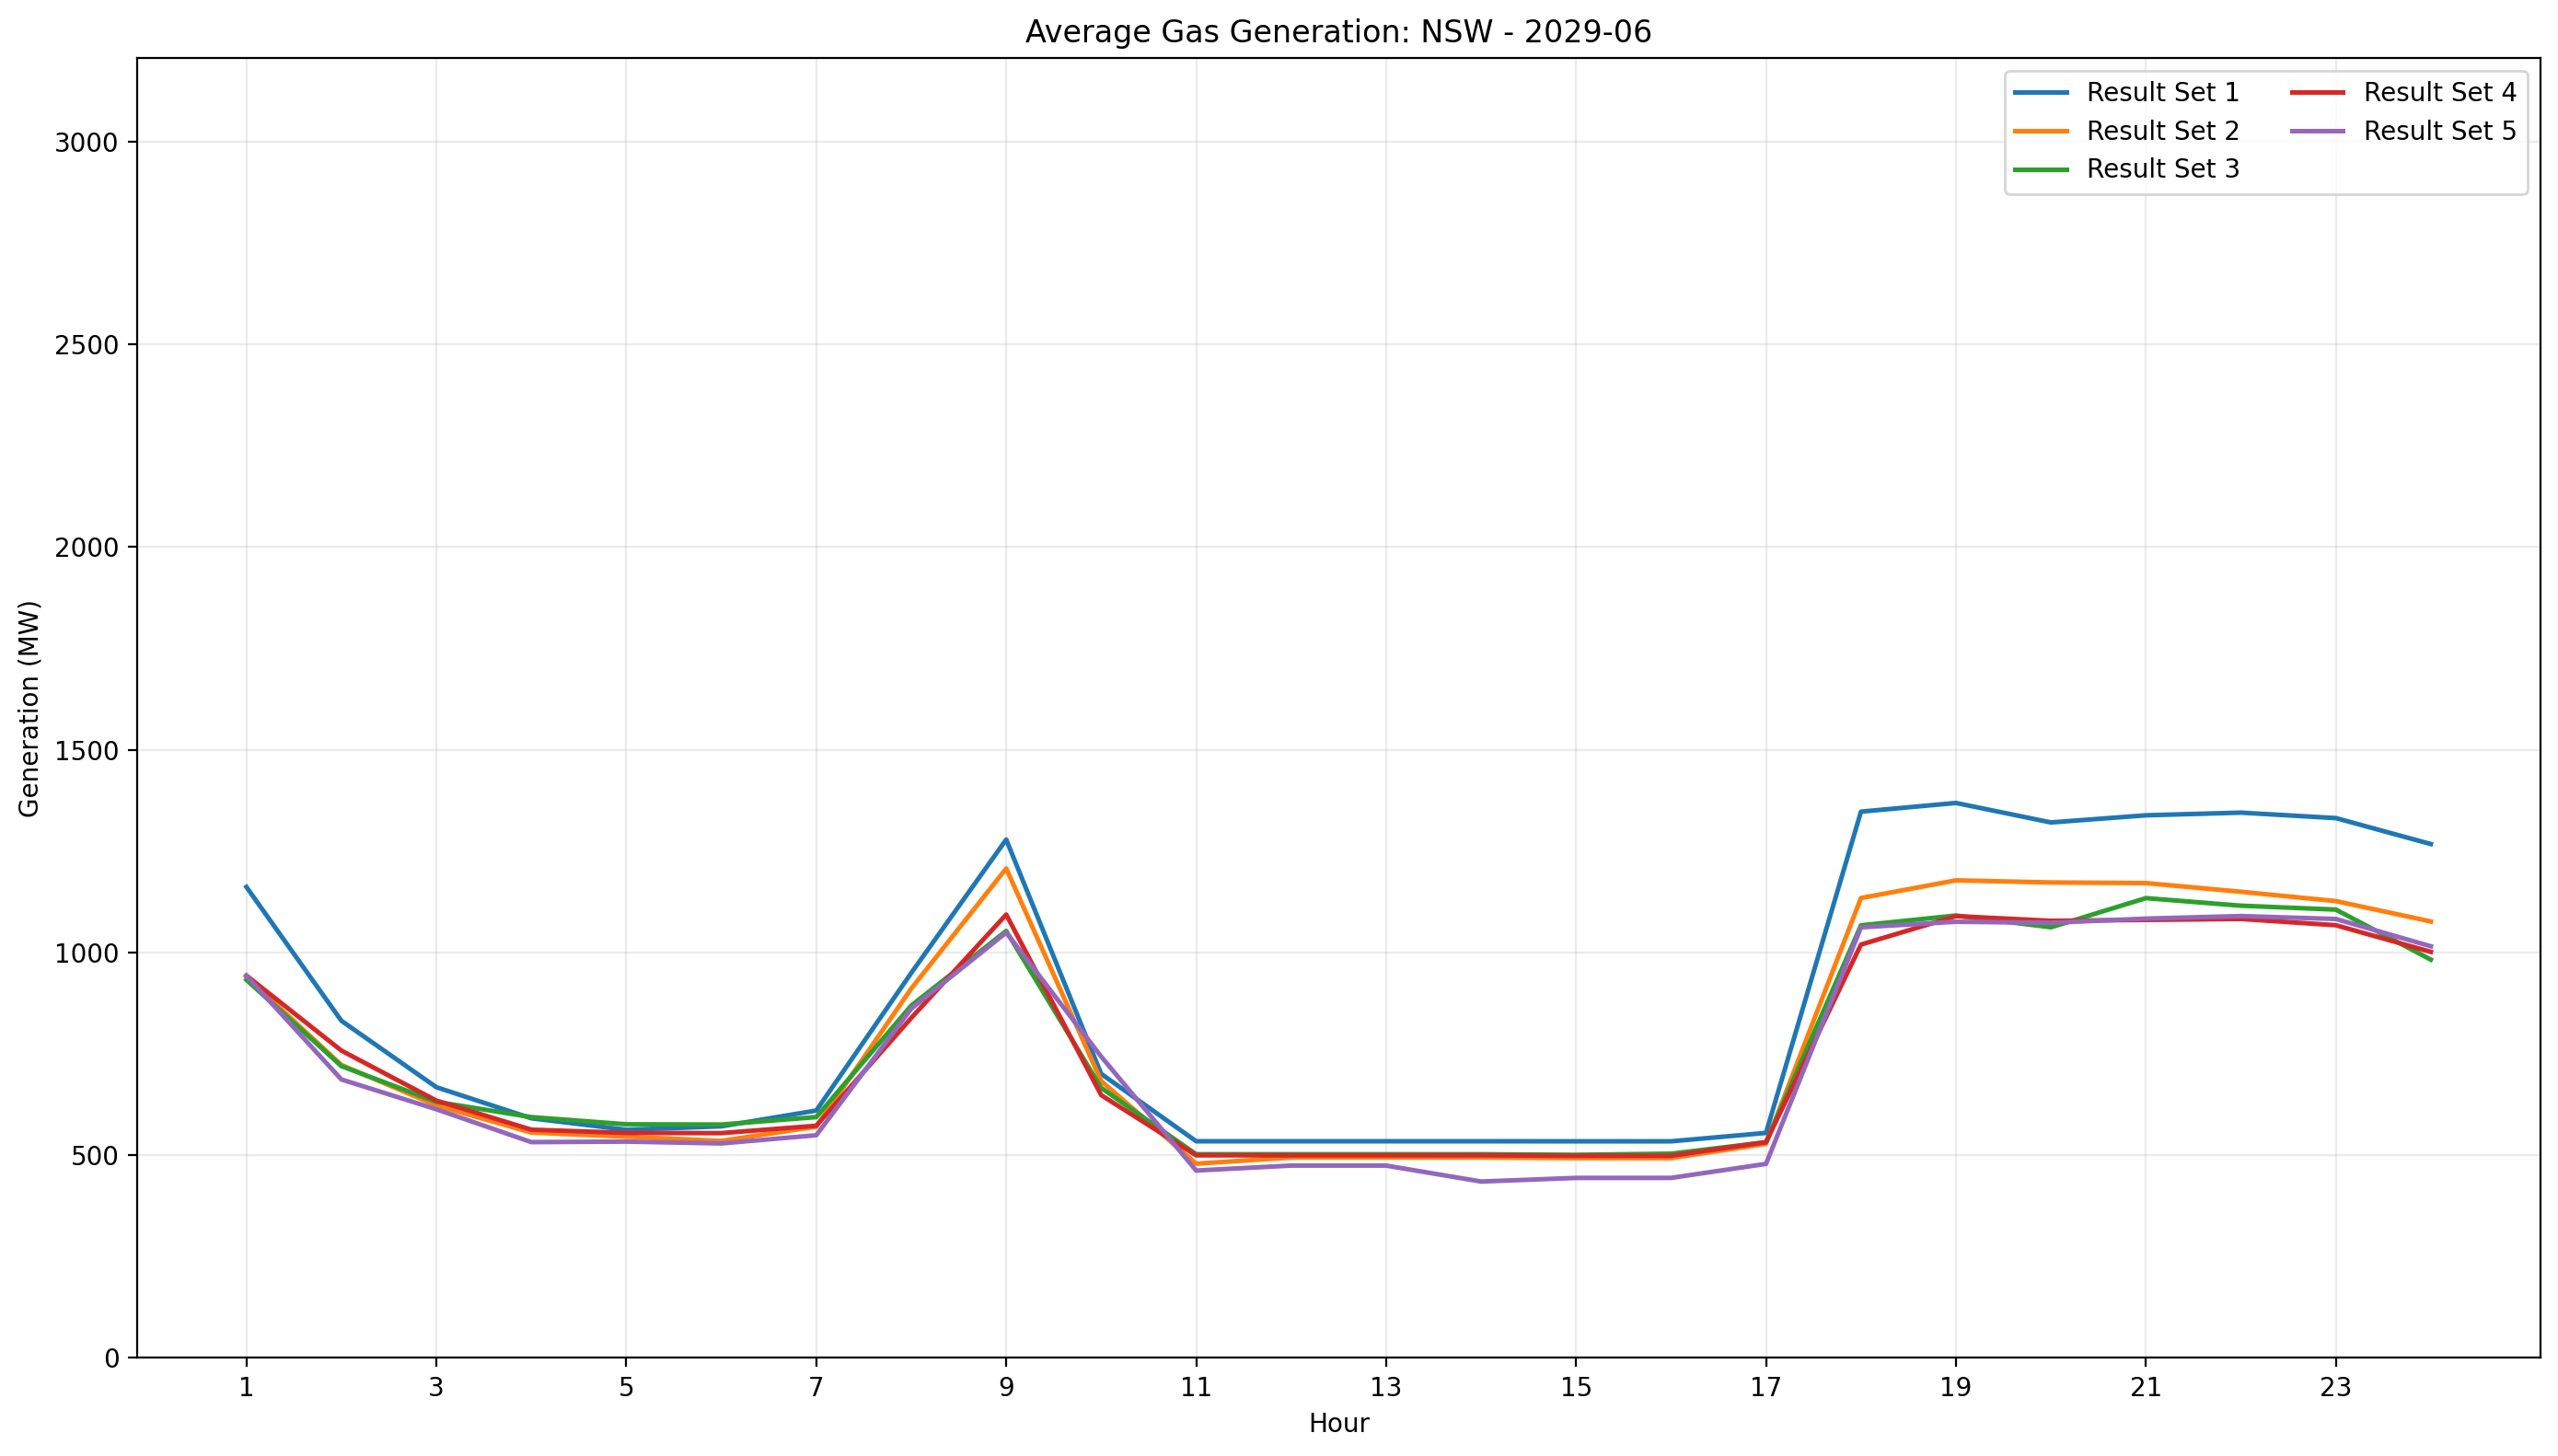 Average Gas Generation: NSW - 2029-06
Result Set 1
Result Set 2
Result Set 3
Result Set 4
Result Set 5
Generation (MW)
3000
2500
2000
1500
1000
500
0
1 3 5 7 9 11 13 15 17 19 21 23
Hour